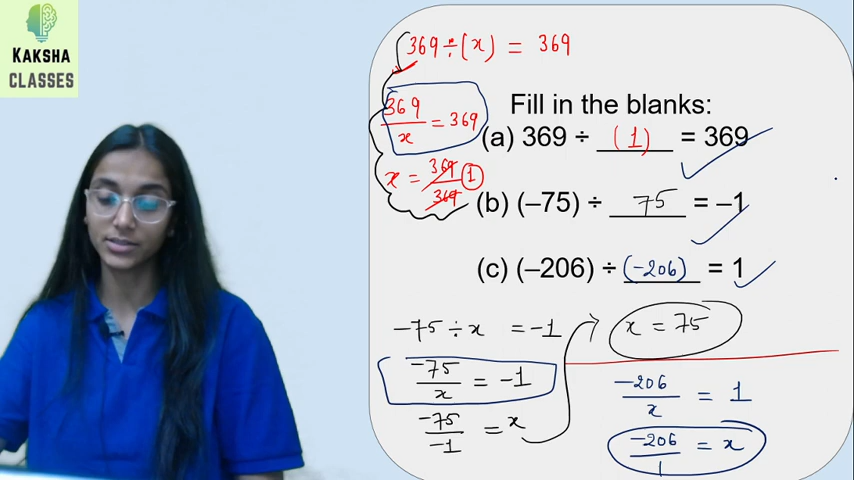 KAKSHA
CLASSES
369 ÷ (x) = 369
369/x = 369
x = 369/369 1
Fill in the blanks:
(a) 369 ÷ (1) = 369
(b) (–75) ÷ 75 = –1
(c) (–206) ÷ (-206) = 1
-75 ÷ x = -1
-75/x = -1
-75/-1 = x
x = 75
-206/x = 1
-206/1 = x